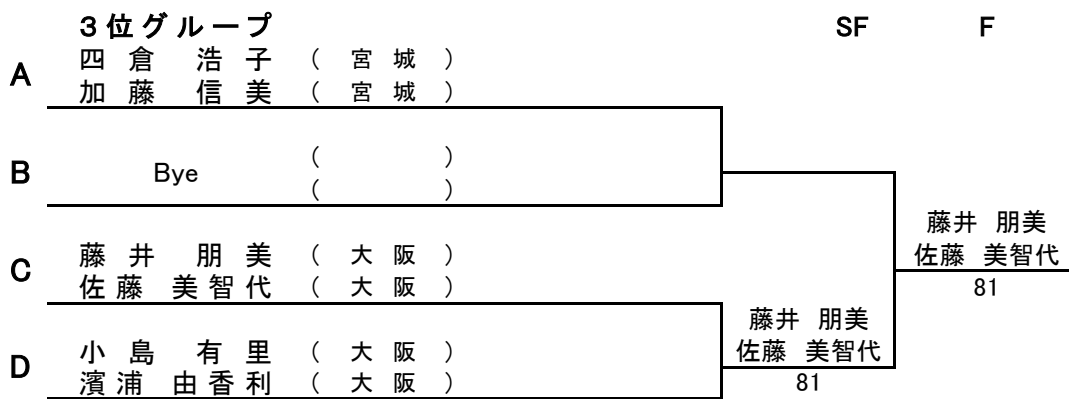 3位グループ SF F
A 四倉 浩子 ( 宮城 )
加藤 信美 ( 宮城 )
B Bye ( )
( )
C 藤井 朋美 ( 大阪 )
佐藤 美智代 ( 大阪 )
藤井 朋美
佐藤 美智代
81
D 小島 有里 ( 大阪 )
濱浦 由香利 ( 大阪 )
藤井 朋美
佐藤 美智代
81